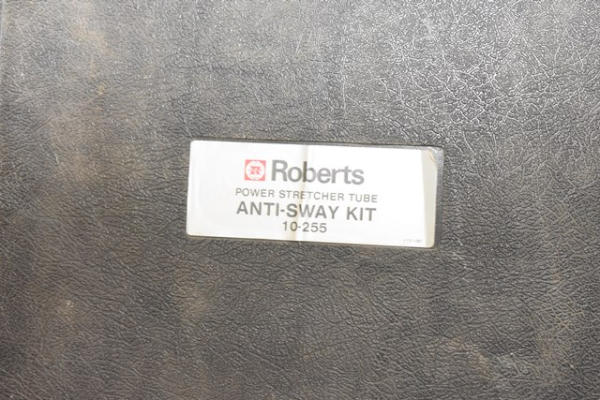 Roberts
POWER STRETCHER TUBE
ANTI-SWAY KIT
10-255